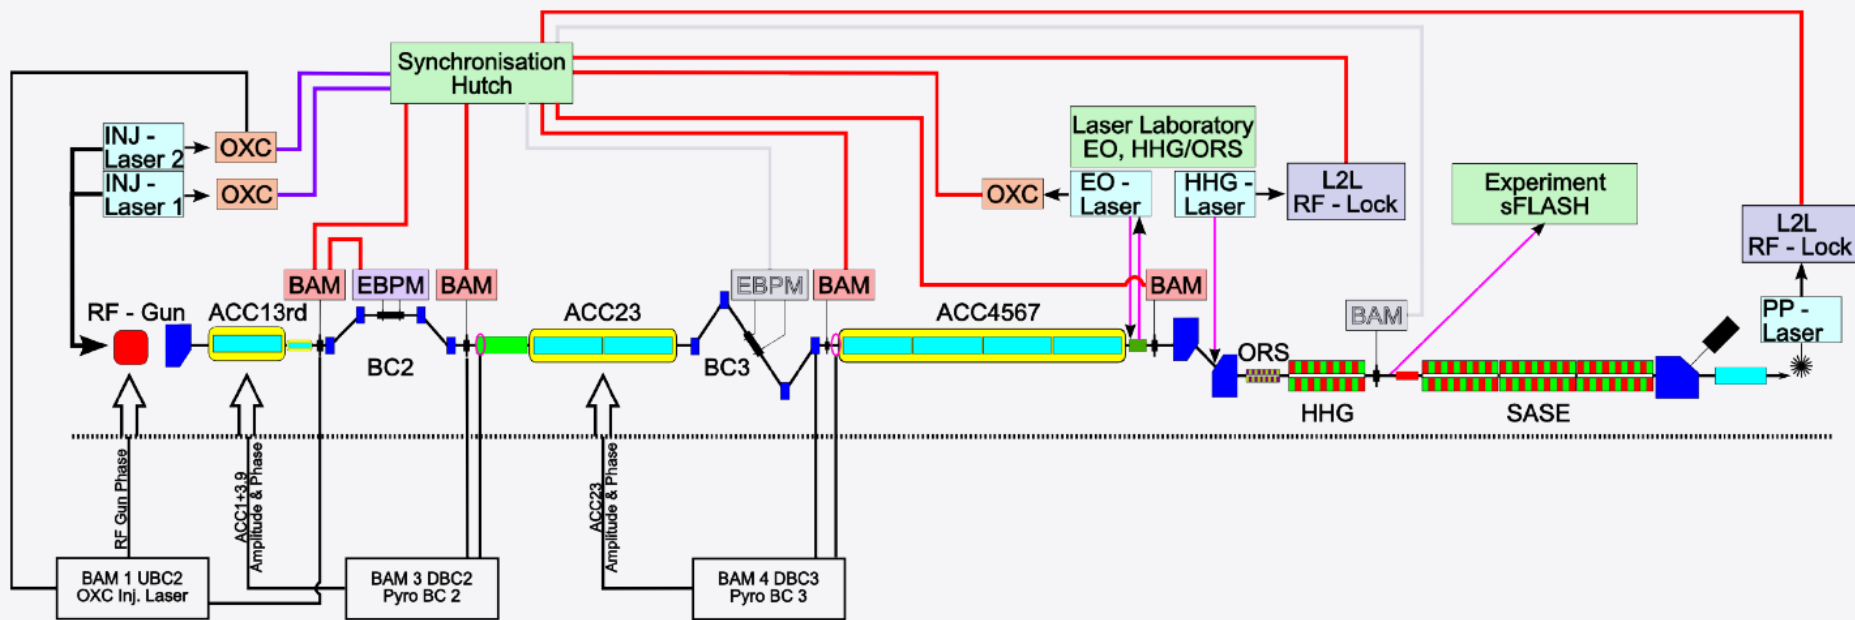 Synchronisation
Hutch
INJ -
Laser 2
OXC
INJ -
Laser 1
OXC
Laser Laboratory
EO, HHG/ORS
OXC
EO -
Laser
HHG -
Laser
L2L
RF - Lock
Experiment
sFLASH
L2L
RF - Lock
PP -
Laser
BAM
EBPM
BAM
EBPM
BAM
BAM
BAM
RF - Gun
ACC13rd
BC2
ACC23
BC3
ACC4567
ORS
HHG
SASE
RF Gun Phase
ACC1+3.9
Amplitude & Phase
ACC23
Amplitude & Phase
BAM 1 UBC2
OXC Inj. Laser
BAM 3 DBC2
Pyro BC 2
BAM 4 DBC3
Pyro BC 3